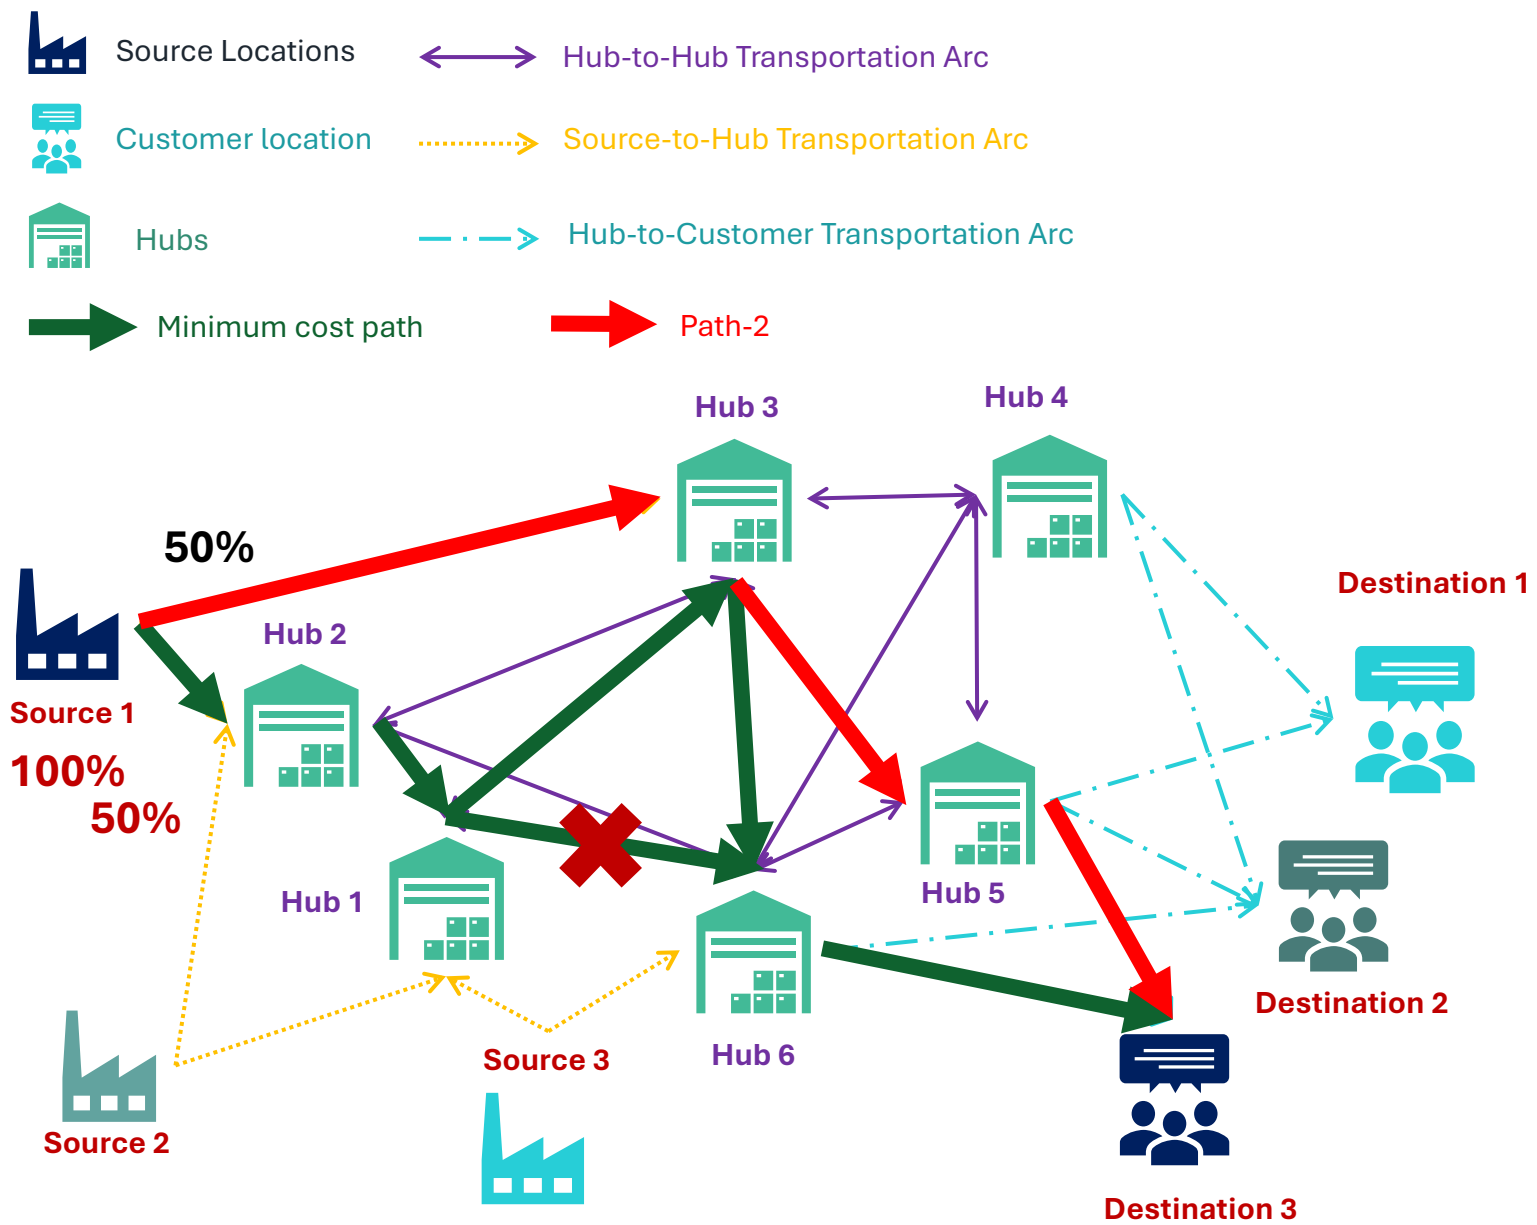 Source Locations
Hub-to-Hub Transportation Arc
Customer location
Source-to-Hub Transportation Arc
Hubs
Hub-to-Customer Transportation Arc
Minimum cost path
Path-2
Hub 3
Hub 4
50%
Destination 1
Hub 2
Source 1
100%
50%
Hub 1
Hub 5
Destination 2
Source 3
Hub 6
Source 2
Destination 3